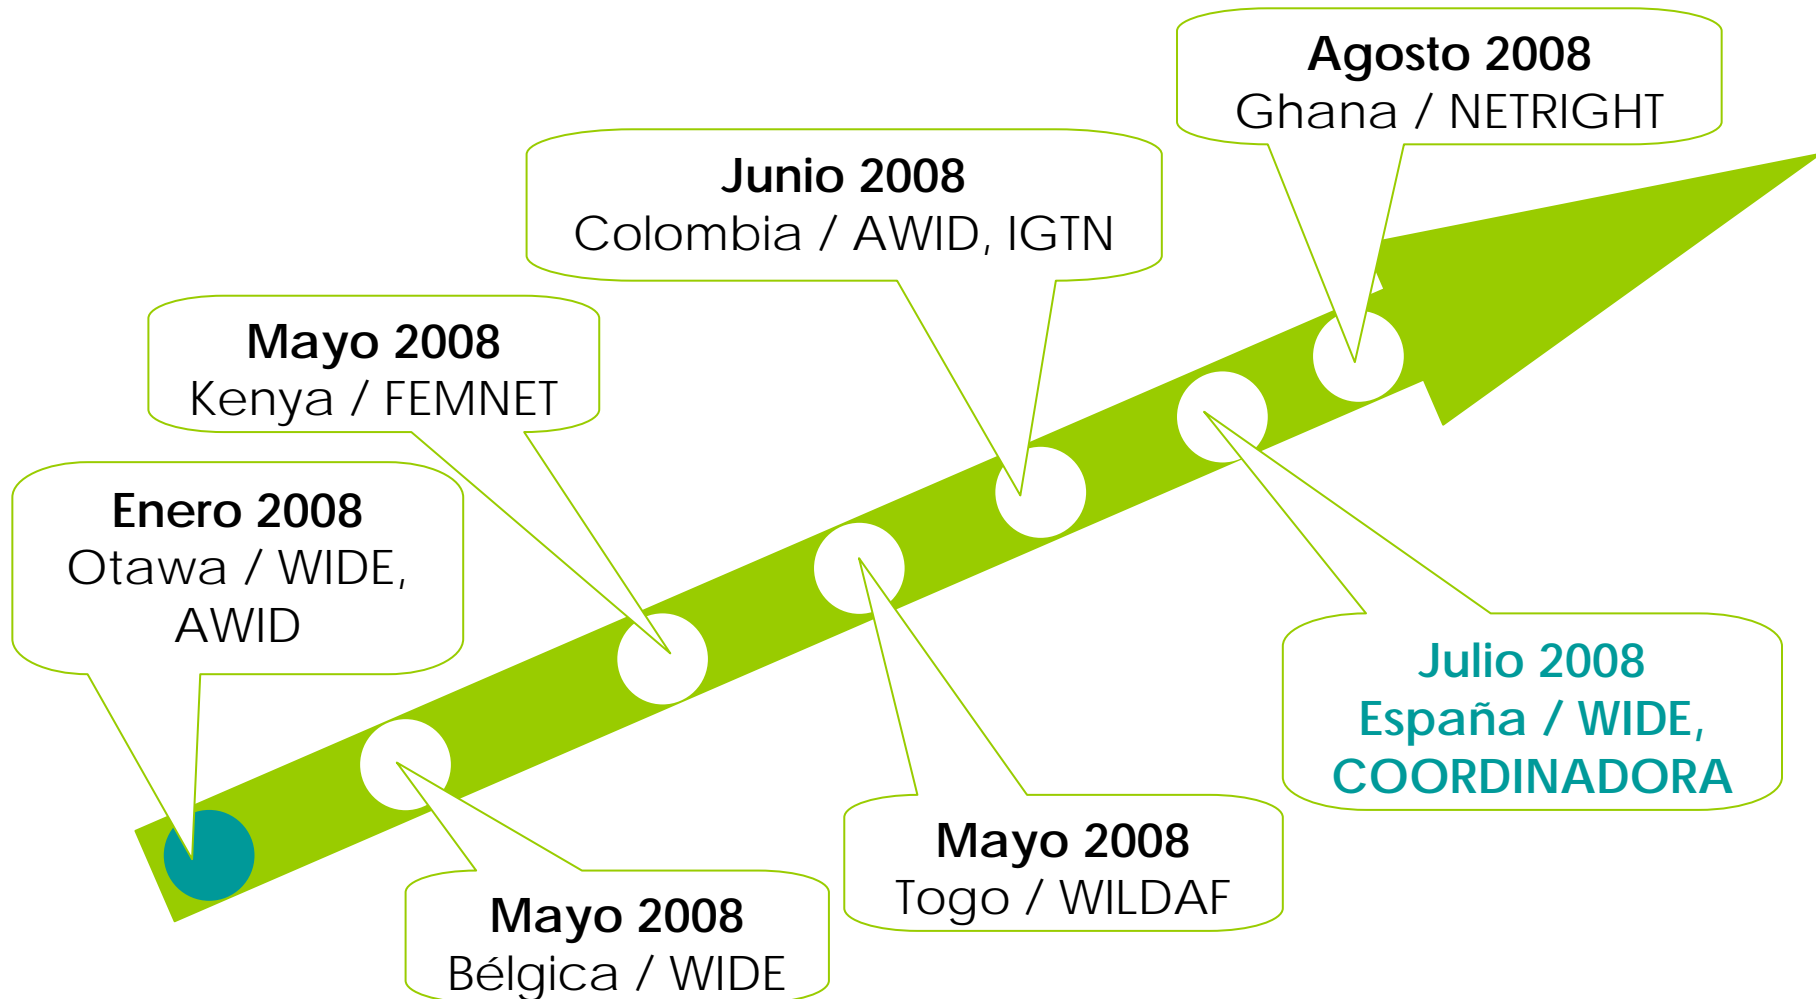 Agosto 2008
Ghana / NETRIGHT
Junio 2008
Colombia / AWID, IGTN
Mayo 2008
Kenya / FEMNET
Enero 2008
Otawa / WIDE,
AWID
Julio 2008
España / WIDE,
COORDINADORA
Mayo 2008
Togo / WILDAF
Mayo 2008
Bélgica / WIDE